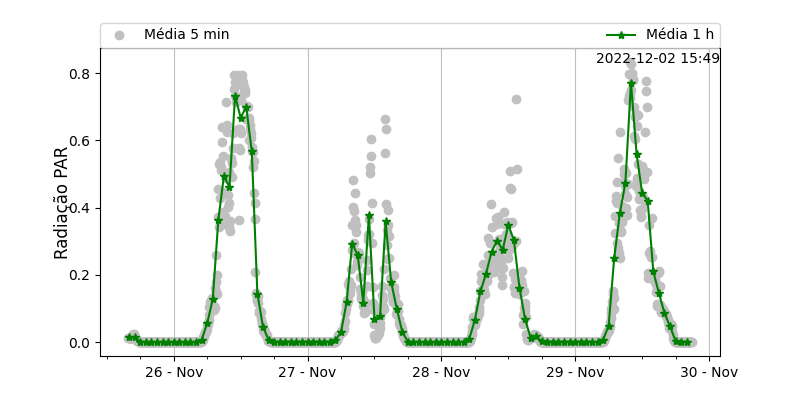 Média 5 min
Média 1 h
2022-12-02 15:49
Radiação PAR
0.8
0.6
0.4
0.2
0.0
26 - Nov
27 - Nov
28 - Nov
29 - Nov
30 - Nov